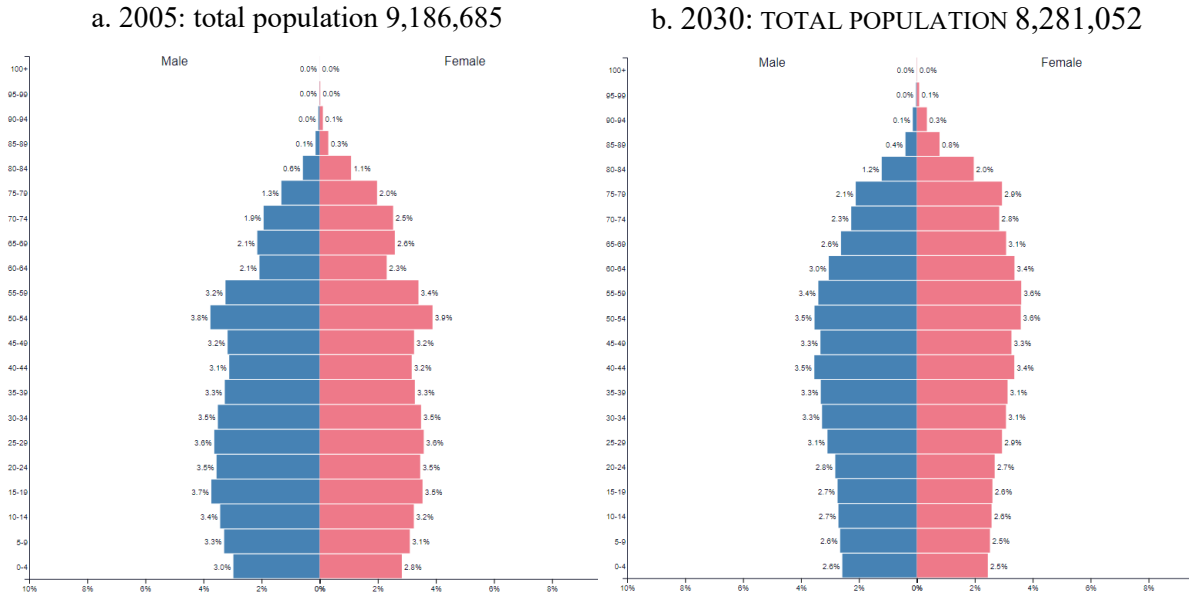 a. 2005: total population 9,186,685
Male Female
100+ 0.0% 0.0%
95-99 0.0% 0.0%
90-94 0.0% 0.1%
85-89 0.1% 0.3%
80-84 0.6% 1.1%
75-79 1.3% 2.0%
70-74 1.9% 2.5%
65-69 2.1% 2.6%
60-64 2.1% 2.3%
55-59 3.2% 3.4%
50-54 3.8% 3.9%
45-49 3.2% 3.2%
40-44 3.1% 3.2%
35-39 3.3% 3.3%
30-34 3.5% 3.5%
25-29 3.6% 3.6%
20-24 3.5% 3.5%
15-19 3.7% 3.5%
10-14 3.4% 3.2%
5-9 3.3% 3.1%
0-4 3.0% 2.8%
10% 8% 6% 4% 2% 0% 0% 2% 4% 6% 8%
b. 2030: TOTAL POPULATION 8,281,052
Male Female
100+ 0.0% 0.0%
95-99 0.0% 0.1%
90-94 0.1% 0.3%
85-89 0.4% 0.8%
80-84 1.2% 2.0%
75-79 2.1% 2.9%
70-74 2.3% 2.8%
65-69 2.6% 3.1%
60-64 3.0% 3.4%
55-59 3.4% 3.6%
50-54 3.5% 3.6%
45-49 3.3% 3.3%
40-44 3.5% 3.4%
35-39 3.3% 3.1%
30-34 3.3% 3.1%
25-29 3.1% 2.9%
20-24 2.8% 2.7%
15-19 2.7% 2.6%
10-14 2.7% 2.6%
5-9 2.6% 2.5%
0-4 2.6% 2.5%
10% 8% 6% 4% 2% 0% 0% 2% 4% 6% 8%